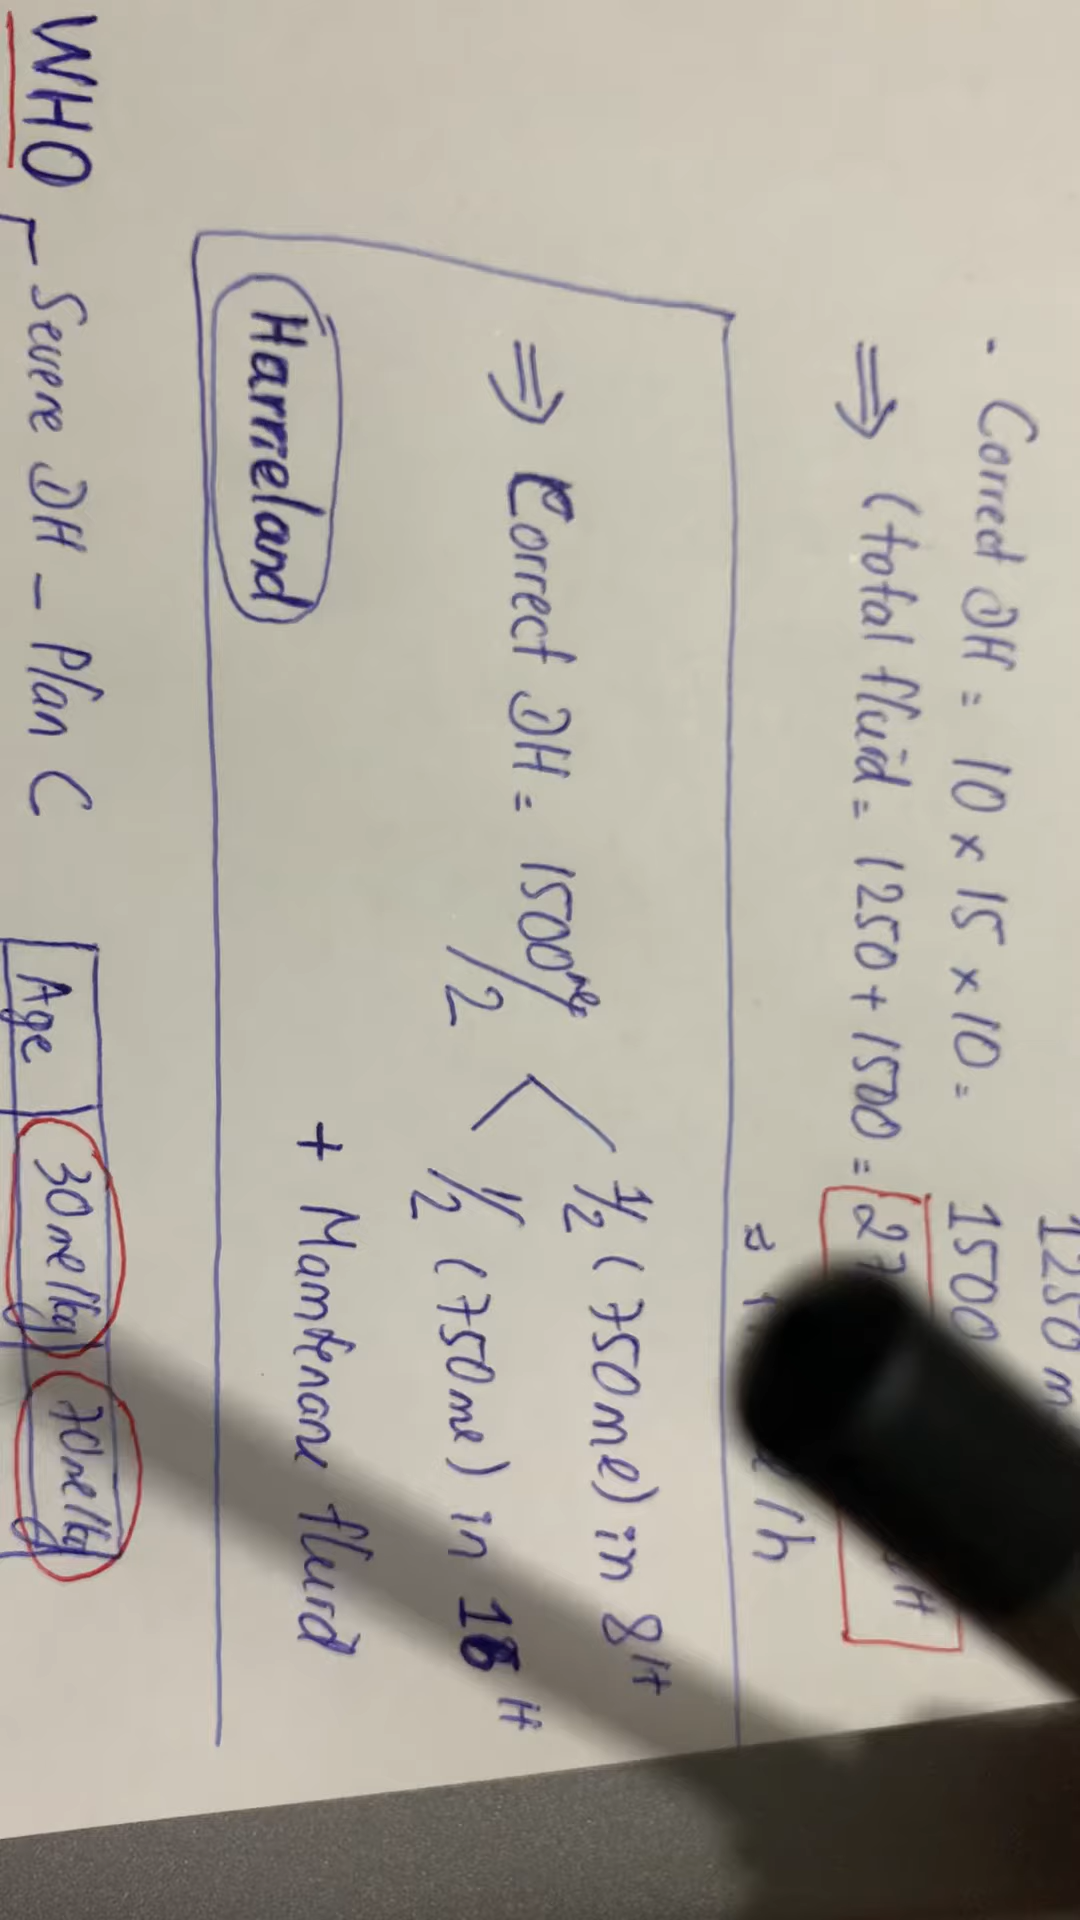 1250 m
· Correct DH = 10 x 15 x 10 = 1500
⇒ (total fluid = 1250 + 1500 = 27
≈ /h
⇒ Correct DH = 1500ml/2 < 1/2 (750ml) in 8H
1/2 (750ml) in 16H
+ Maintenance fluid
Harrieland
WHO
Severe DH - Plan C
Age 30ml/kg 70ml/kg